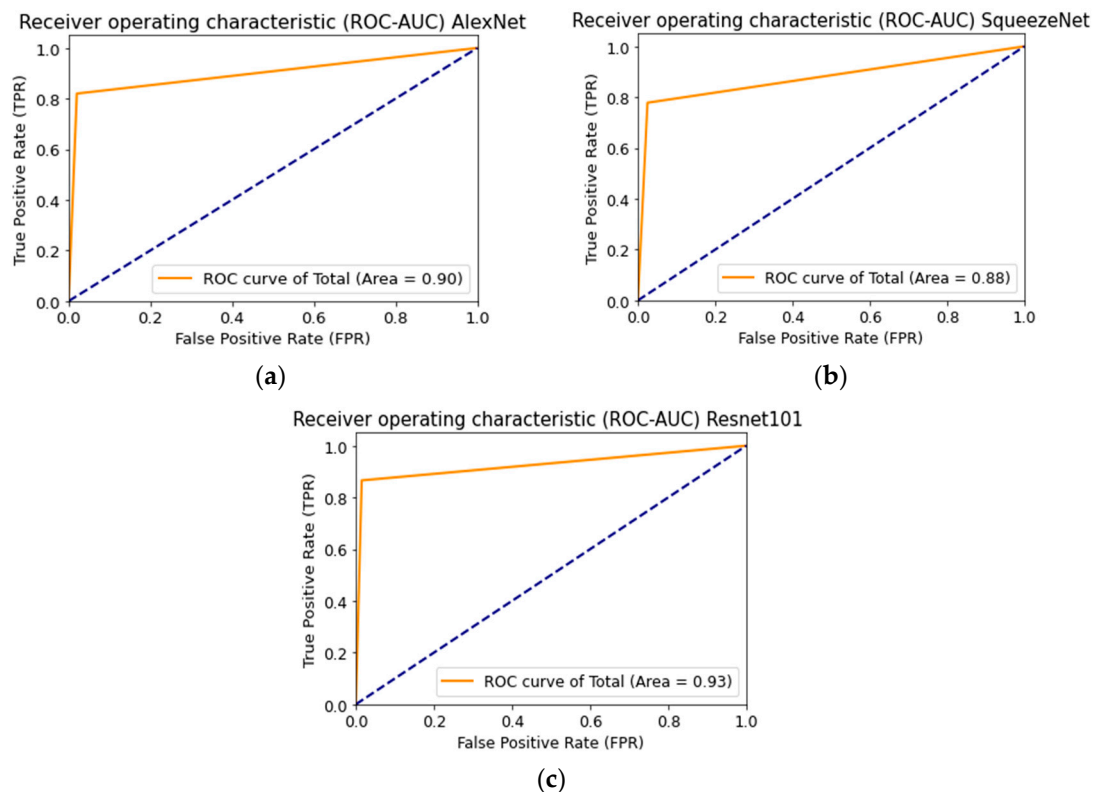 Receiver operating characteristic (ROC-AUC) AlexNet
True Positive Rate (TPR)
1.0
0.8
0.6
0.4
0.2
0.0
ROC curve of Total (Area = 0.90)
0.0 0.2 0.4 0.6 0.8 1.0
False Positive Rate (FPR)
(a)
Receiver operating characteristic (ROC-AUC) SqueezeNet
True Positive Rate (TPR)
1.0
0.8
0.6
0.4
0.2
0.0
ROC curve of Total (Area = 0.88)
0.0 0.2 0.4 0.6 0.8 1.0
False Positive Rate (FPR)
(b)
Receiver operating characteristic (ROC-AUC) Resnet101
True Positive Rate (TPR)
1.0
0.8
0.6
0.4
0.2
0.0
ROC curve of Total (Area = 0.93)
0.0 0.2 0.4 0.6 0.8 1.0
False Positive Rate (FPR)
(c)